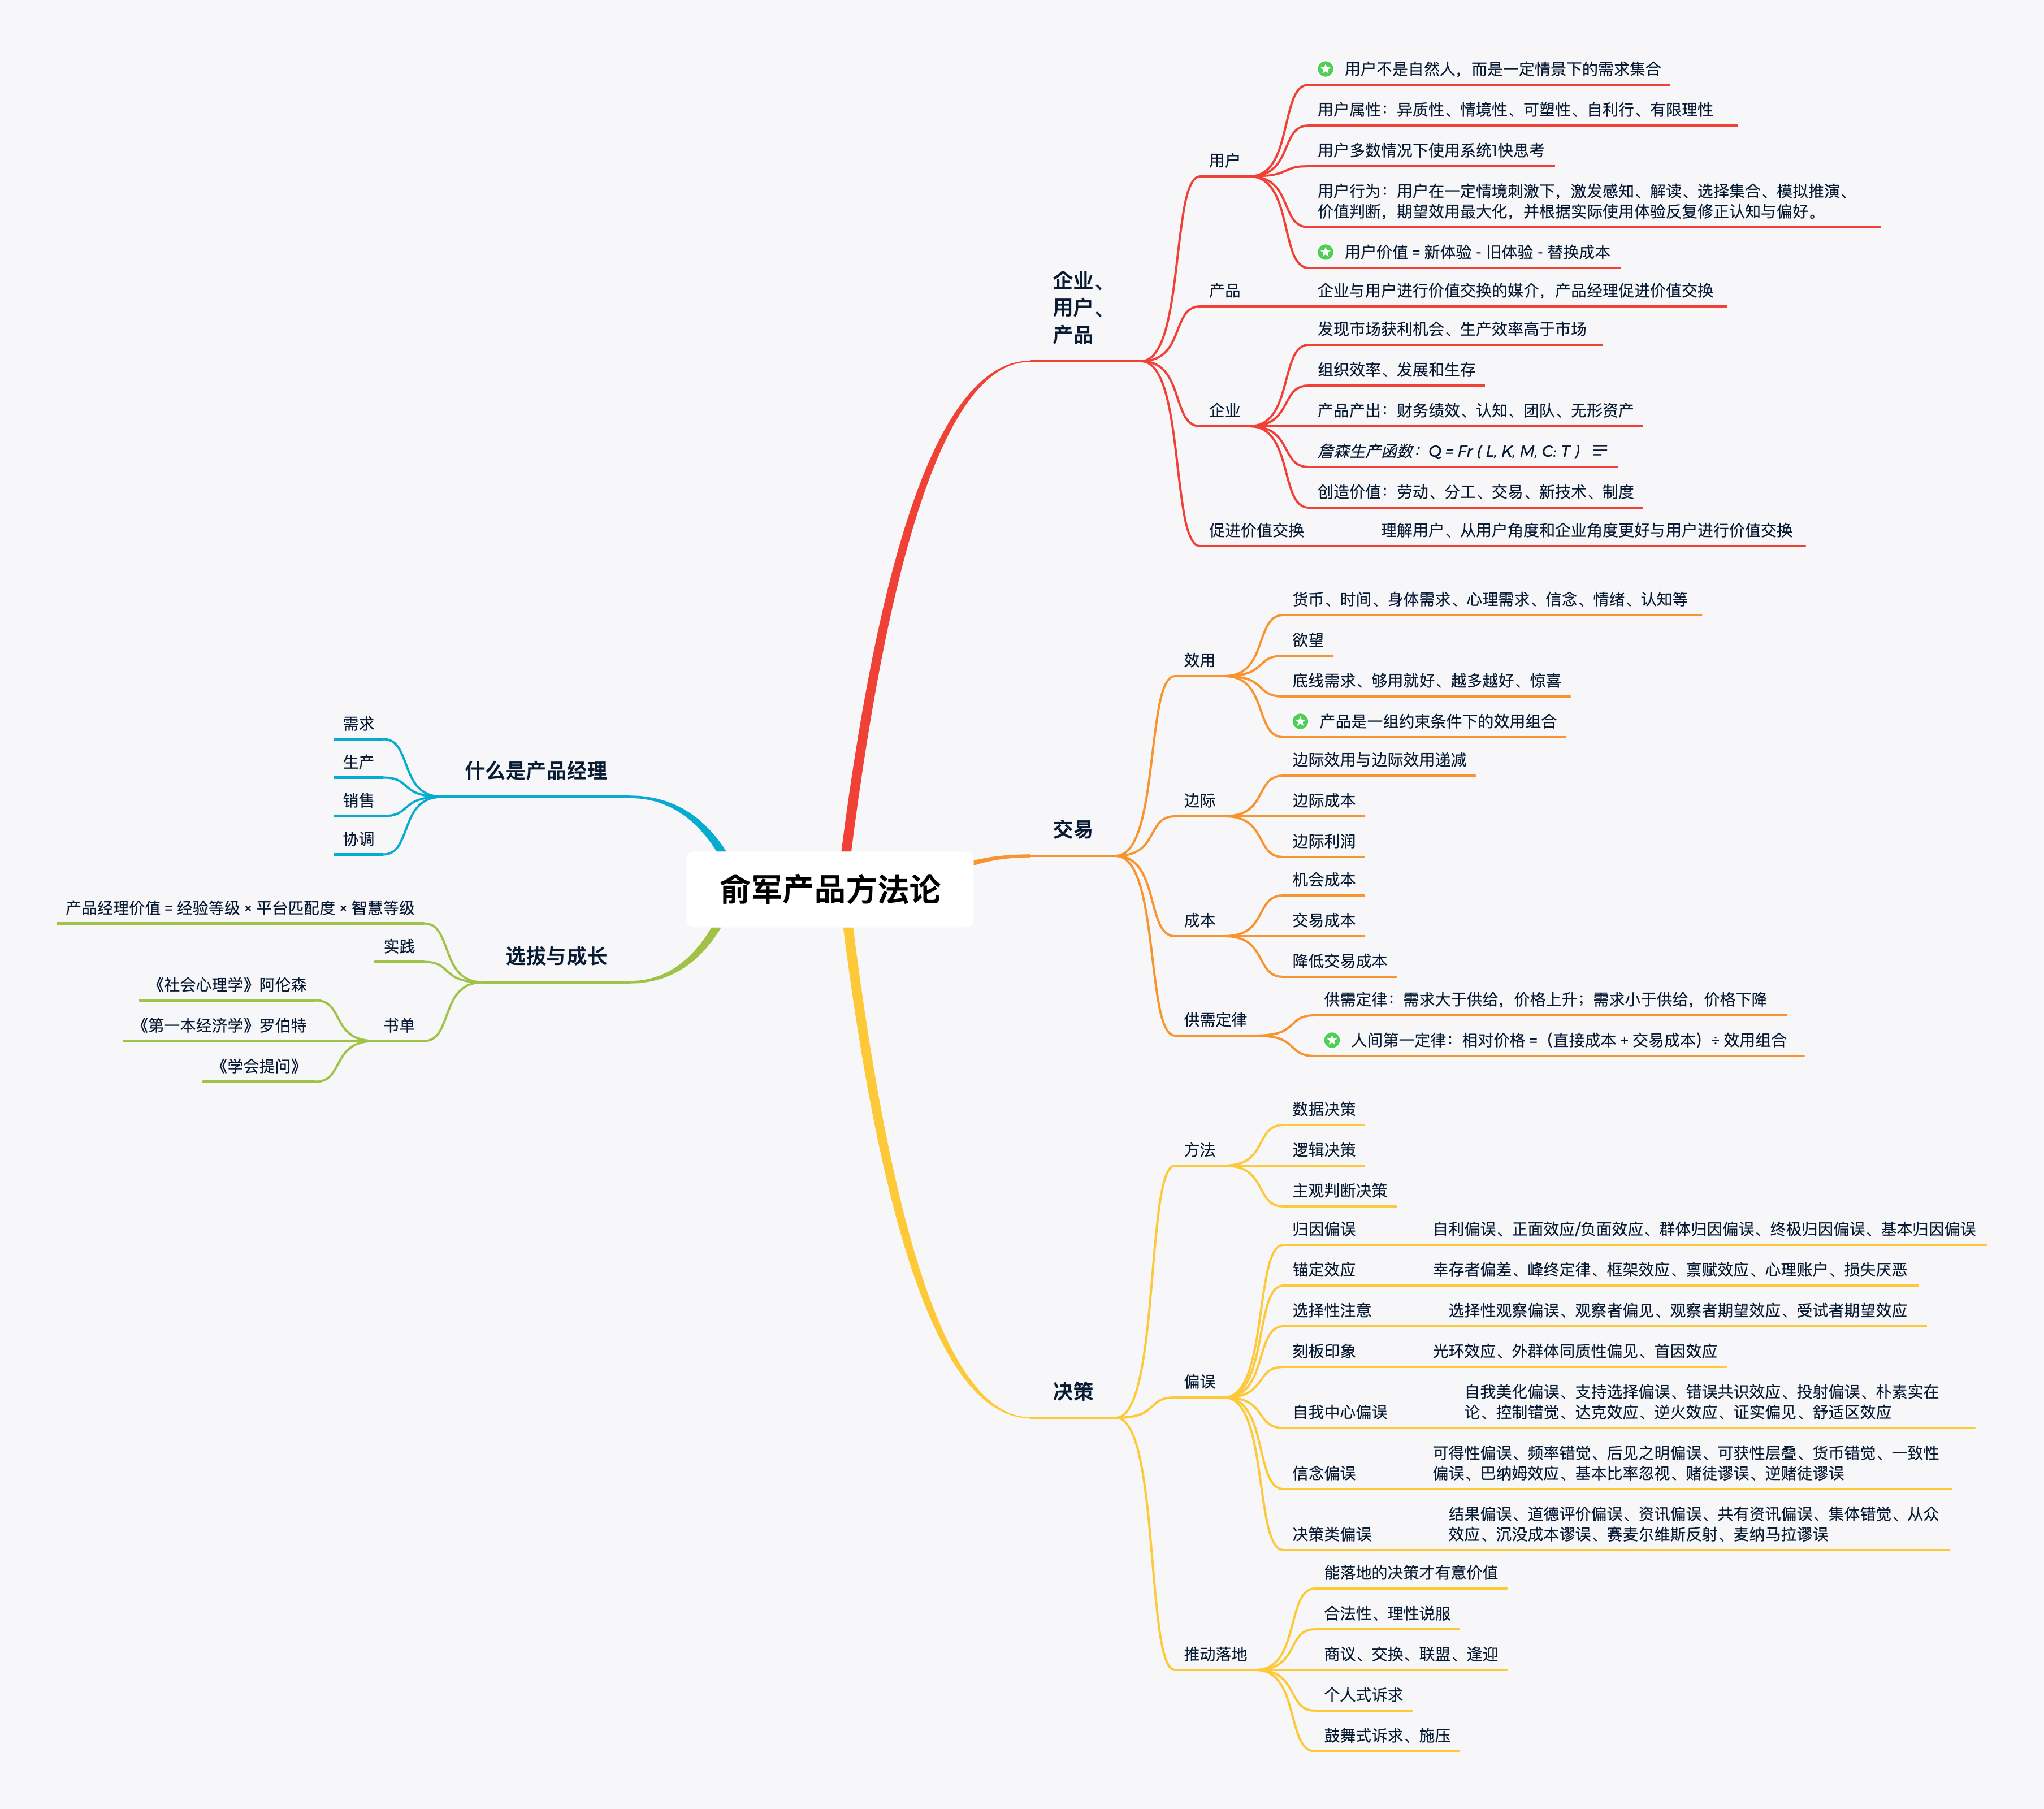 俞军产品方法论
企业、
用户、
产品
用户
用户不是自然人，而是一定情景下的需求集合
用户属性：异质性、情境性、可塑性、自利行、有限理性
用户多数情况下使用系统1快思考
用户行为：用户在一定情境刺激下，激发感知、解读、选择集合、模拟推演、
价值判断，期望效用最大化，并根据实际使用体验反复修正认知与偏好。
用户价值 = 新体验 - 旧体验 - 替换成本
产品
企业与用户进行价值交换的媒介，产品经理促进价值交换
企业
发现市场获利机会、生产效率高于市场
组织效率、发展和生存
产品产出：财务绩效、认知、团队、无形资产
詹森生产函数：Q = Fr ( L, K, M, C: T )
创造价值：劳动、分工、交易、新技术、制度
促进价值交换
理解用户、从用户角度和企业角度更好与用户进行价值交换
交易
效用
货币、时间、身体需求、心理需求、信念、情绪、认知等
欲望
底线需求、够用就好、越多越好、惊喜
产品是一组约束条件下的效用组合
边际
边际效用与边际效用递减
边际成本
边际利润
成本
机会成本
交易成本
降低交易成本
供需定律
供需定律：需求大于供给，价格上升；需求小于供给，价格下降
人间第一定律：相对价格 =（直接成本 + 交易成本）÷ 效用组合
决策
方法
数据决策
逻辑决策
主观判断决策
偏误
归因偏误
自利偏误、正面效应/负面效应、群体归因偏误、终极归因偏误、基本归因偏误
锚定效应
幸存者偏差、峰终定律、框架效应、禀赋效应、心理账户、损失厌恶
选择性注意
选择性观察偏误、观察者偏见、观察者期望效应、受试者期望效应
刻板印象
光环效应、外群体同质性偏见、首因效应
自我中心偏误
自我美化偏误、支持选择偏误、错误共识效应、投射偏误、朴素实在
论、控制错觉、达克效应、逆火效应、证实偏见、舒适区效应
信念偏误
可得性偏误、频率错觉、后见之明偏误、可获性层叠、货币错觉、一致性
偏误、巴纳姆效应、基本比率忽视、赌徒谬误、逆赌徒谬误
决策类偏误
结果偏误、道德评价偏误、资讯偏误、共有资讯偏误、集体错觉、从众
效应、沉没成本谬误、赛麦尔维斯反射、麦纳马拉谬误
推动落地
能落地的决策才有意价值
合法性、理性说服
商议、交换、联盟、逢迎
个人式诉求
鼓舞式诉求、施压
什么是产品经理
需求
生产
销售
协调
选拔与成长
产品经理价值 = 经验等级 × 平台匹配度 × 智慧等级
实践
书单
《社会心理学》阿伦森
《第一本经济学》罗伯特
《学会提问》